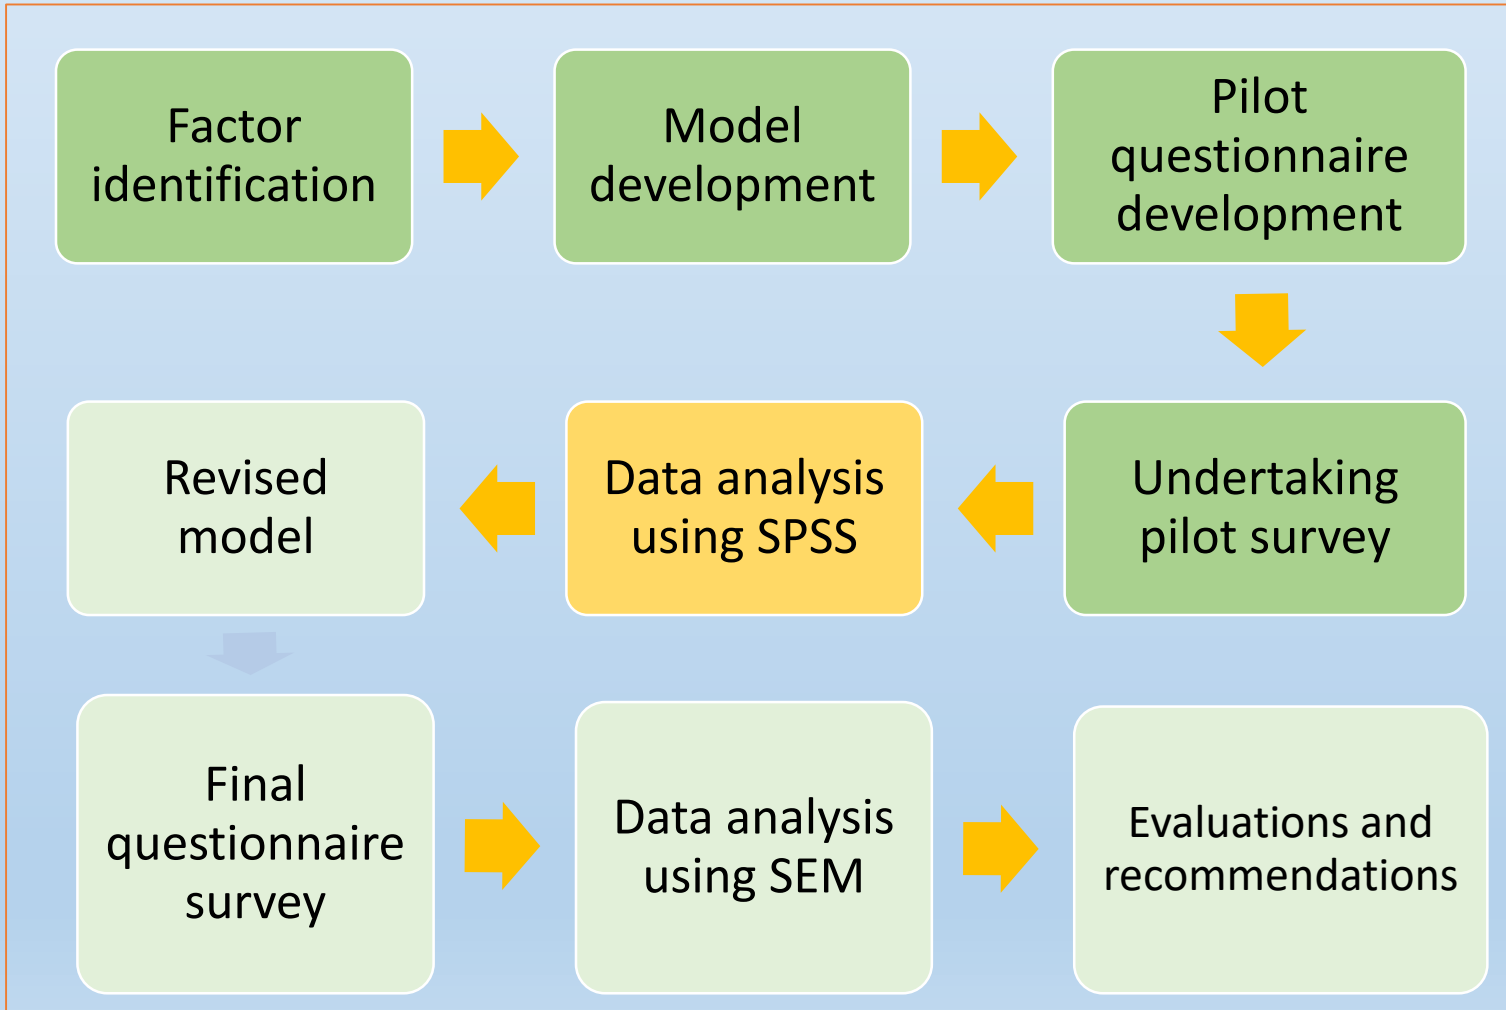 Factor
identification
Model
development
Pilot
questionnaire
development
Undertaking
pilot survey
Data analysis
using SPSS
Revised
model
Final
questionnaire
survey
Data analysis
using SEM
Evaluations and
recommendations